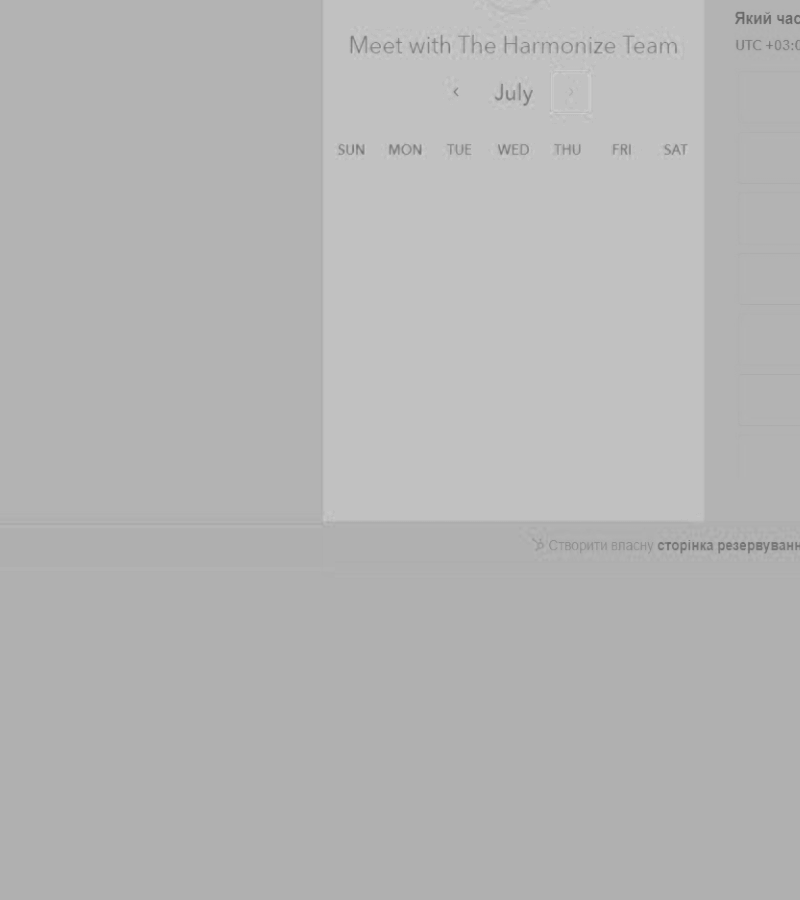 Meet with The Harmonize Team
‹ July ›
SUN MON TUE WED THU FRI SAT
Який час
UTC +03:0
Створити власну сторінка резервуванн